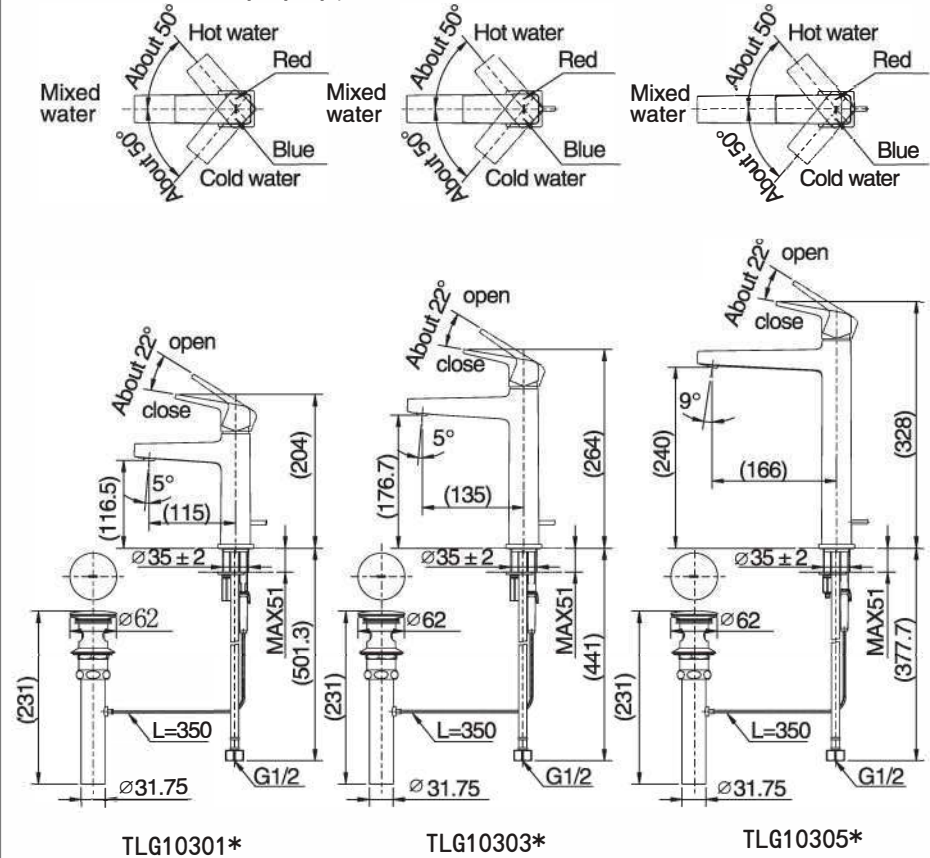 About 50°
Hot water
Red
Mixed
water
Blue
About 50°
Cold water
About 50°
Hot water
Red
Mixed
water
Blue
About 50°
Cold water
About 50°
Hot water
Red
Mixed
water
Blue
About 50°
Cold water
About 22°
open
close
(204)
(116.5)
5°
(115)
⌀35±2
MAX51
⌀62
(501.3)
(231)
L=350
G1/2
⌀31.75
TLG10301*
About 22°
open
close
(264)
(176.7)
5°
(135)
⌀35±2
MAX51
⌀62
(441)
(231)
L=350
G1/2
⌀31.75
TLG10303*
About 22°
open
close
(328)
(240)
9°
(166)
⌀35±2
MAX51
⌀62
(377.7)
(231)
L=350
G1/2
⌀31.75
TLG10305*